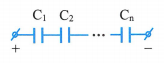 C₁ C₂ ... Cn
+ −